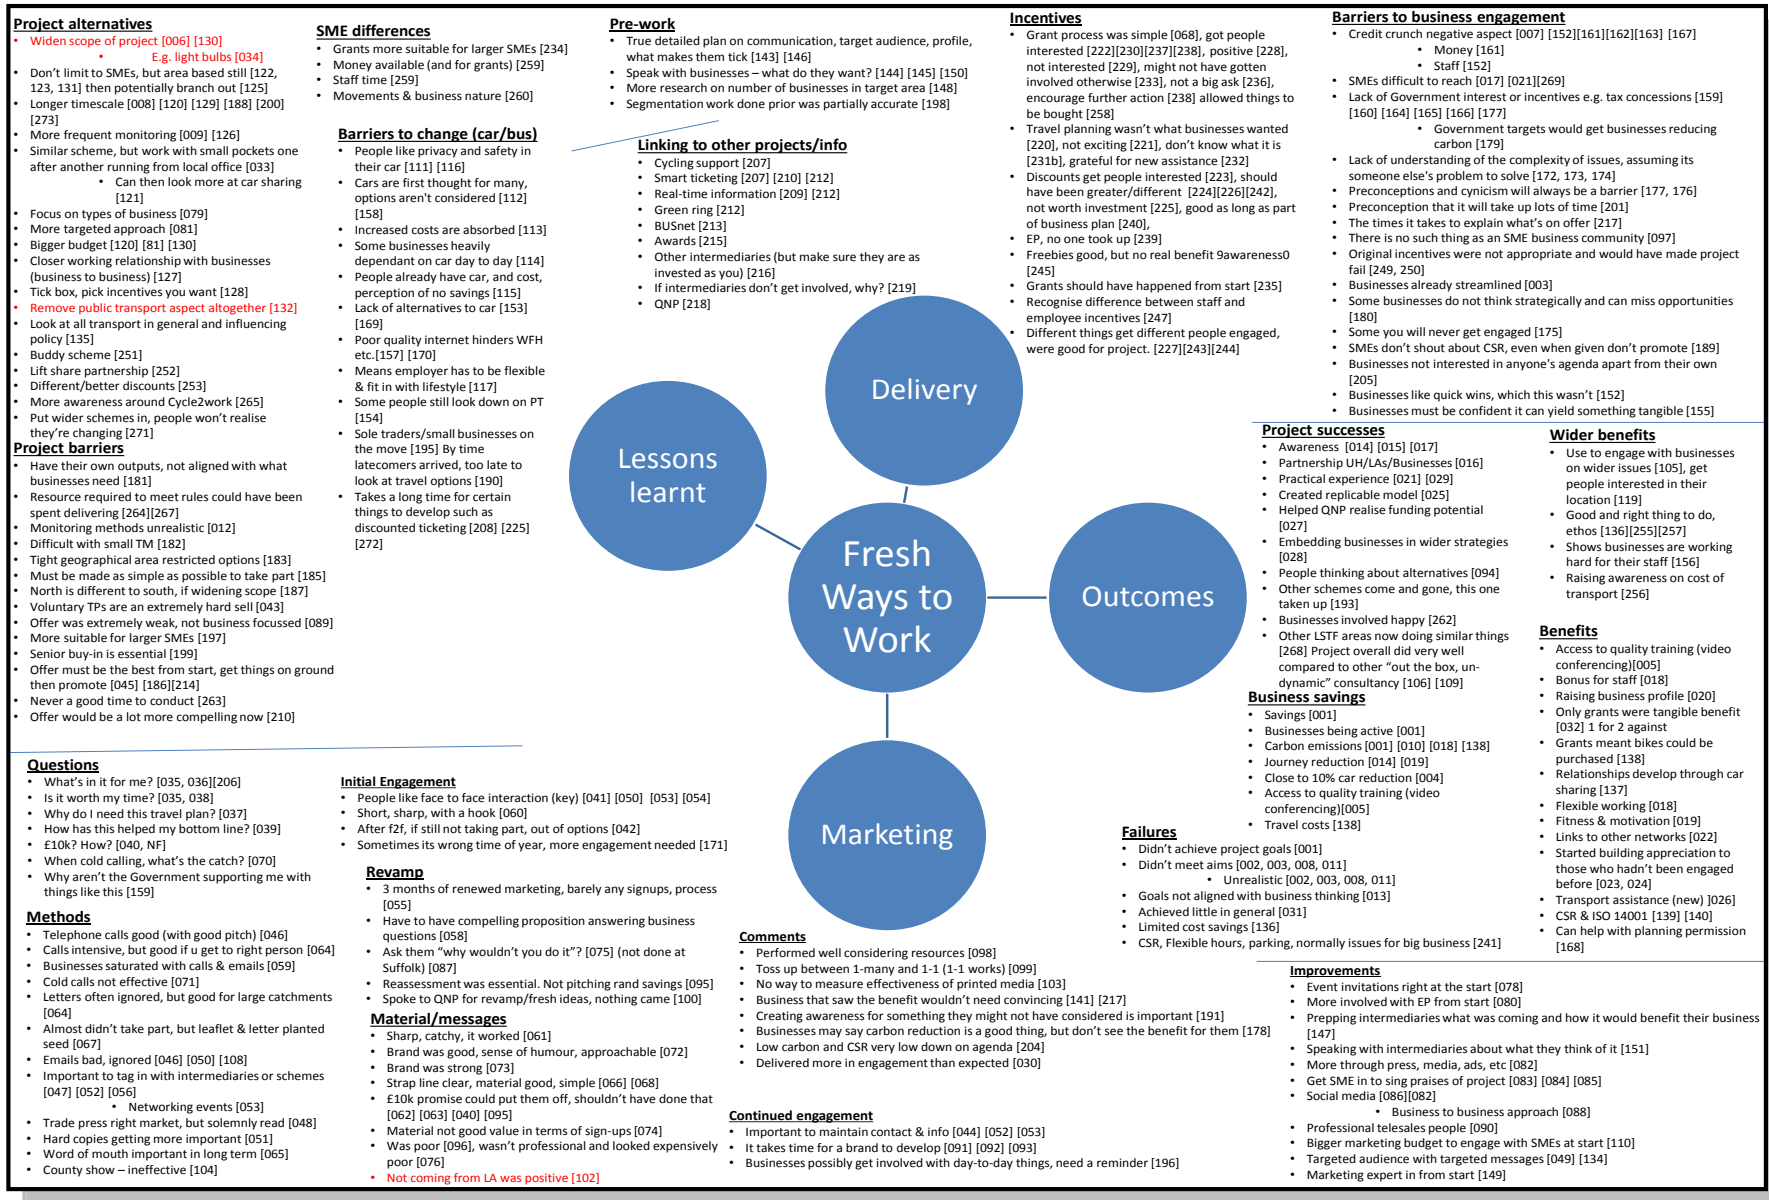 Project alternatives
• Widen scope of project [006] [130]
• E.g. light bulbs [034]
• Don't limit to SMEs, but area based still [122,
123, 131] then potentially branch out [125]
• Longer timescale [008] [120] [129] [188] [200]
[273]
• More frequent monitoring [009] [126]
• Similar scheme, but work with small pockets one
after another running from local office [033]
• Can then look more at car sharing
[121]
• Focus on types of business [079]
• More targeted approach [081]
• Bigger budget [120] [81] [130]
• Closer working relationship with businesses
(business to business) [127]
• Tick box, pick incentives you want [128]
• Remove public transport aspect altogether [132]
• Look at all transport in general and influencing
policy [135]
• Buddy scheme [251]
• Lift share partnership [252]
• Different/better discounts [253]
• More awareness around Cycle2work [265]
• Put wider schemes in, people won't realise
they're changing [271]
Project barriers
• Have their own outputs, not aligned with what
businesses need [181]
• Resource required to meet rules could have been
spent delivering [264][267]
• Monitoring methods unrealistic [012]
• Difficult with small TM [182]
• Tight geographical area restricted options [183]
• Must be made as simple as possible to take part [185]
• North is different to south, if widening scope [187]
• Voluntary TPs are an extremely hard sell [043]
• Offer was extremely weak, not business focussed [089]
• More suitable for larger SMEs [197]
• Senior buy-in is essential [199]
• Offer must be the best from start, get things on ground
then promote [045] [186][214]
• Never a good time to conduct [263]
• Offer would be a lot more compelling now [210]
SME differences
• Grants more suitable for larger SMEs [234]
• Money available (and for grants) [259]
• Staff time [259]
• Movements & business nature [260]
Barriers to change (car/bus)
• People like privacy and safety in
their car [111] [116]
• Cars are first thought for many,
options aren't considered [112]
[158]
• Increased costs are absorbed [113]
• Some businesses heavily
dependant on car day to day [114]
• People already have car, and cost,
perception of no savings [115]
• Lack of alternatives to car [153]
[169]
• Poor quality internet hinders WFH
etc.[157] [170]
• Means employer has to be flexible
& fit in with lifestyle [117]
• Some people still look down on PT
[154]
• Sole traders/small businesses on
the move [195] By time
latecomers arrived, too late to
look at travel options [190]
• Takes a long time for certain
things to develop such as
discounted ticketing [208] [225]
[272]
Pre-work
• True detailed plan on communication, target audience, profile,
what makes them tick [143] [146]
• Speak with businesses – what do they want? [144] [145] [150]
• More research on number of businesses in target area [148]
• Segmentation work done prior was partially accurate [198]
Linking to other projects/info
• Cycling support [207]
• Smart ticketing [207] [210] [212]
• Real-time information [209] [212]
• Green ring [212]
• BUSnet [213]
• Awards [215]
• Other intermediaries (but make sure they are as
invested as you) [216]
• If intermediaries don't get involved, why? [219]
• QNP [218]
Incentives
• Grant process was simple [068], got people
interested [222][230][237][238], positive [228],
not interested [229], might not have gotten
involved otherwise [233], not a big ask [236],
encourage further action [238] allowed things to
be bought [258]
• Travel planning wasn't what businesses wanted
[220], not exciting [221], don't know what it is
[231b], grateful for new assistance [232]
• Discounts get people interested [223], should
have been greater/different [224][226][242],
not worth investment [225], good as long as part
of business plan [240],
• EP, no one took up [239]
• Freebies good, but no real benefit 9awareness0
[245]
• Grants should have happened from start [235]
• Recognise difference between staff and
employee incentives [247]
• Different things get different people engaged,
were good for project. [227][243][244]
Barriers to business engagement
• Credit crunch negative aspect [007] [152][161][162][163] [167]
• Money [161]
• Staff [152]
• SMEs difficult to reach [017] [021][269]
• Lack of Government interest or incentives e.g. tax concessions [159]
[160] [164] [165] [166] [177]
• Government targets would get businesses reducing
carbon [179]
• Lack of understanding of the complexity of issues, assuming its
someone else's problem to solve [172, 173, 174]
• Preconceptions and cynicism will always be a barrier [177, 176]
• Preconception that it will take up lots of time [201]
• The times it takes to explain what's on offer [217]
• There is no such thing as an SME business community [097]
• Original incentives were not appropriate and would have made project
fail [249, 250]
• Businesses already streamlined [003]
• Some businesses do not think strategically and can miss opportunities
[180]
• Some you will never get engaged [175]
• SMEs don't shout about CSR, even when given don't promote [189]
• Businesses not interested in anyone's agenda apart from their own
[205]
• Businesses like quick wins, which this wasn't [152]
• Businesses must be confident it can yield something tangible [155]
Delivery
Lessons
learnt
Fresh
Ways to
Work
Outcomes
Marketing
Project successes
• Awareness [014] [015] [017]
• Partnership UH/LAs/Businesses [016]
• Practical experience [021] [029]
• Created replicable model [025]
• Helped QNP realise funding potential
[027]
• Embedding businesses in wider strategies
[028]
• People thinking about alternatives [094]
• Other schemes come and gone, this one
taken up [193]
• Businesses involved happy [262]
• Other LSTF areas now doing similar things
[268] Project overall did very well
compared to other "out the box, un-
dynamic" consultancy [106] [109]
Business savings
• Savings [001]
• Businesses being active [001]
• Carbon emissions [001] [010] [018] [138]
• Journey reduction [014] [019]
• Close to 10% car reduction [004]
• Access to quality training (video
conferencing)[005]
• Travel costs [138]
Wider benefits
• Use to engage with businesses
on wider issues [105], get
people interested in their
location [119]
• Good and right thing to do,
ethos [136][255][257]
• Shows businesses are working
hard for their staff [156]
• Raising awareness on cost of
transport [256]
Benefits
• Access to quality training (video
conferencing)[005]
• Bonus for staff [018]
• Raising business profile [020]
• Only grants were tangible benefit
[032] 1 for 2 against
• Grants meant bikes could be
purchased [138]
• Relationships develop through car
sharing [137]
• Flexible working [018]
• Fitness & motivation [019]
• Links to other networks [022]
• Started building appreciation to
those who hadn't been engaged
before [023, 024]
• Transport assistance (new) ]026]
• CSR & ISO 14001 [139] [140]
• Can help with planning permission
[168]
Failures
• Didn't achieve project goals [001]
• Didn't meet aims [002, 003, 008, 011]
• Unrealistic [002, 003, 008, 011]
• Goals not aligned with business thinking [013]
• Achieved little in general [031]
• Limited cost savings [136]
• CSR, Flexible hours, parking, normally issues for big business [241]
Questions
• What's in it for me? [035, 036][206]
• Is it worth my time? [035, 038]
• Why do I need this travel plan? [037]
• How has this helped my bottom line? [039]
• £10k? How? [040, NF]
• When cold calling, what's the catch? [070]
• Why aren't the Government supporting me with
things like this [159]
Methods
• Telephone calls good (with good pitch) [046]
• Calls intensive, but good if u get to right person [064]
• Businesses saturated with calls & emails [059]
• Cold calls not effective [071]
• Letters often ignored, but good for large catchments
[064]
• Almost didn't take part, but leaflet & letter planted
seed [067]
• Emails bad, ignored [046] [050] [108]
• Important to tag in with intermediaries or schemes
[047] [052] [056]
• Networking events [053]
• Trade press right market, but solemnly read [048]
• Hard copies getting more important [051]
• Word of mouth important in long term [065]
• County show – ineffective [104]
Initial Engagement
• People like face to face interaction (key) [041] [050] [053] [054]
• Short, sharp, with a hook [060]
• After f2f, if still not taking part, out of options [042]
• Sometimes its wrong time of year, more engagement needed [171]
Revamp
• 3 months of renewed marketing, barely any signups, process
[055]
• Have to have compelling proposition answering business
questions [058]
• Ask them "why wouldn't you do it"? [075] (not done at
Suffolk) [087]
• Reassessment was essential. Not pitching rand savings [095]
• Spoke to QNP for revamp/fresh ideas, nothing came [100]
Material/messages
• Sharp, catchy, it worked [061]
• Brand was good, sense of humour, approachable [072]
• Brand was strong [073]
• Strap line clear, material good, simple [066] [068]
• £10k promise could put them off, shouldn't have done that
[062] [063] [040] [095]
• Material not good value in terms of sign-ups [074]
• Was poor [096], wasn't professional and looked expensively
poor [076]
• Not coming from LA was positive [102]
Comments
• Performed well considering resources [098]
• Toss up between 1-many and 1-1 (1-1 works) [099]
• No way to measure effectiveness of printed media [103]
• Business that saw the benefit wouldn't need convincing [141] [217]
• Creating awareness for something they might not have considered is important [191]
• Businesses may say carbon reduction is a good thing, but don't see the benefit for them [178]
• Low carbon and CSR very low down on agenda [204]
• Delivered more in engagement than expected [030]
Continued engagement
• Important to maintain contact & info [044] [052] [053]
• It takes time for a brand to develop [091] [092] [093]
• Businesses possibly get involved with day-to-day things, need a reminder [196]
Improvements
• Event invitations right at the start [078]
• More involved with EP from start [080]
• Prepping intermediaries what was coming and how it would benefit their business
[147]
• Speaking with intermediaries about what they think of it [151]
• More through press, media, ads, etc [082]
• Get SME in to sing praises of project [083] [084] [085]
• Social media [086][082]
• Business to business approach [088]
• Professional telesales people [090]
• Bigger marketing budget to engage with SMEs at start [110]
• Targeted audience with targeted messages [049] [134]
• Marketing expert in from start [149]